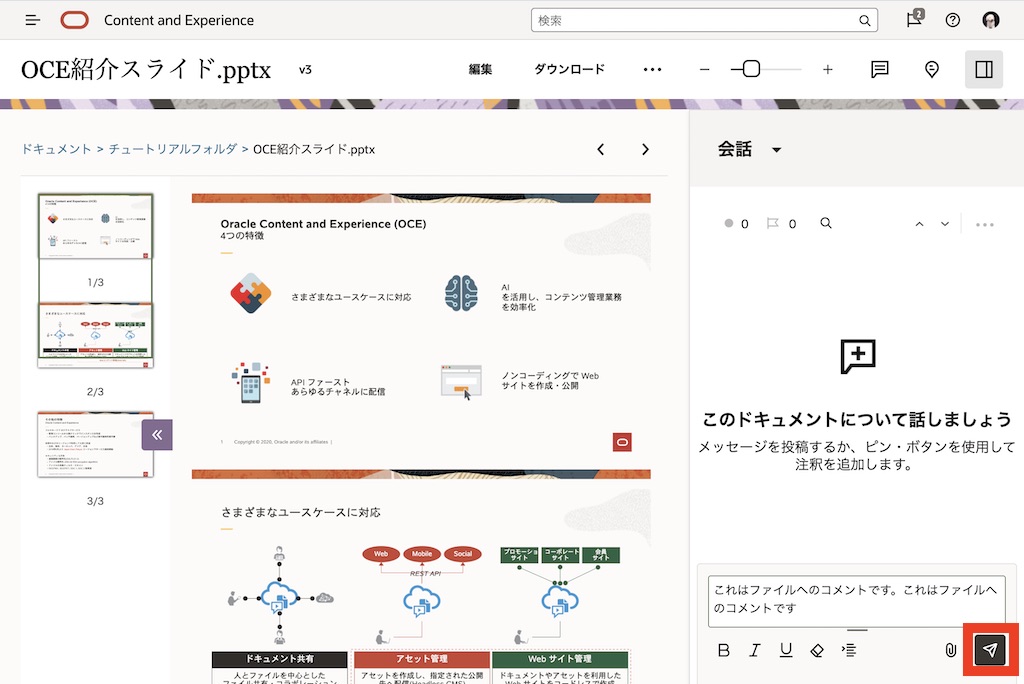 Content and Experience
検索
2
OCE紹介スライド.pptx
v3
編集
ダウンロード
ドキュメント > チュートリアルフォルダ > OCE紹介スライド.pptx
会話
0
0
1/3
2/3
3/3
Oracle Content and Experience (OCE)
4つの特徴
さまざまなユースケースに対応
AI
を活用し、コンテンツ管理業務
を効率化
API ファースト
あらゆるチャネルに配信
ノンコーディングで Web
サイトを作成・公開
1 Copyright © 2020, Oracle and/or its affiliates |
さまざまなユースケースに対応
Web
Mobile
Social
REST API
プロモーション
サイト
コーポレート
サイト
会員
サイト
ドキュメント共有
アセット管理
Web サイト管理
人とファイルを中心とした
アセットを作成し、指定された公開
ドキュメントやアセットを利用した
このドキュメントについて話しましょう
メッセージを投稿するか、ピン・ボタンを使用して
注釈を追加します。
これはファイルへのコメントです。これはファイルへ
のコメントです
B I U